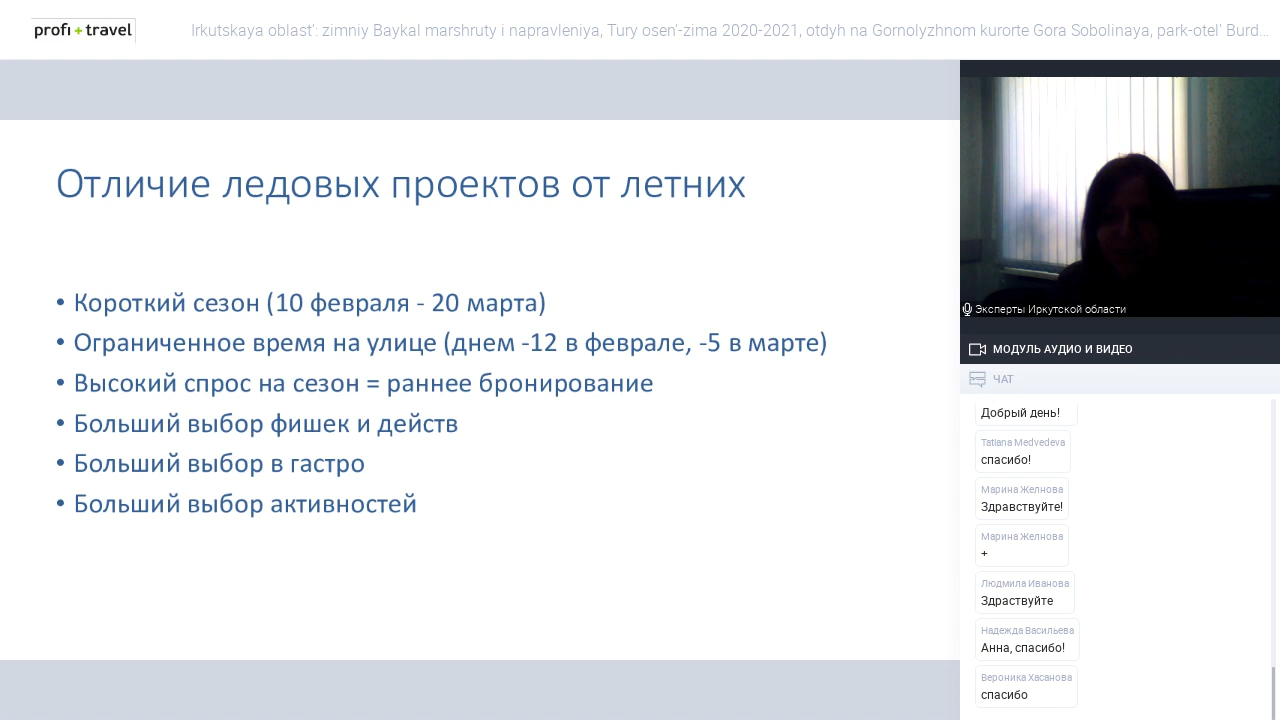 profi + travel
Irkutskaya oblast': zimniy Baykal marshruty i napravleniya, Tury osen'-zima 2020-2021, otdyh na Gornolyzhnom kurorte Gora Sobolinaya, park-otel' Burd...
Отличие ледовых проектов от летних
• Короткий сезон (10 февраля - 20 марта)
• Ограниченное время на улице (днем -12 в феврале, -5 в марте)
• Высокий спрос на сезон = раннее бронирование
• Больший выбор фишек и действ
• Больший выбор в гастро
• Больший выбор активностей
Эксперты Иркутской области
МОДУЛЬ АУДИО И ВИДЕО
ЧАТ
Добрый день!
Tatiana Medvedeva
спасибо!
Марина Желнова
Здравствуйте!
Марина Желнова
+
Людмила Иванова
Здраствуйте
Надежда Васильева
Анна, спасибо!
Вероника Хасанова
спасибо